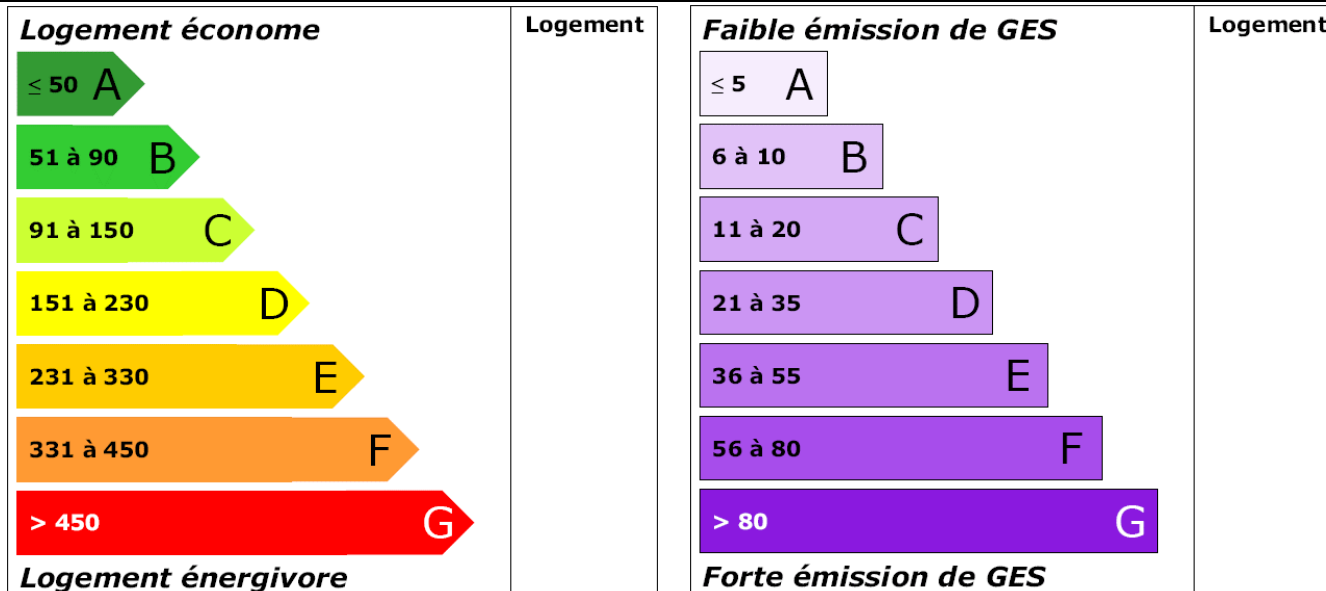 Logement économe
Logement
≤ 50 A
51 à 90 B
91 à 150 C
151 à 230 D
231 à 330 E
331 à 450 F
> 450 G
Logement énergivore
Faible émission de GES
Logement
≤ 5 A
6 à 10 B
11 à 20 C
21 à 35 D
36 à 55 E
56 à 80 F
> 80 G
Forte émission de GES